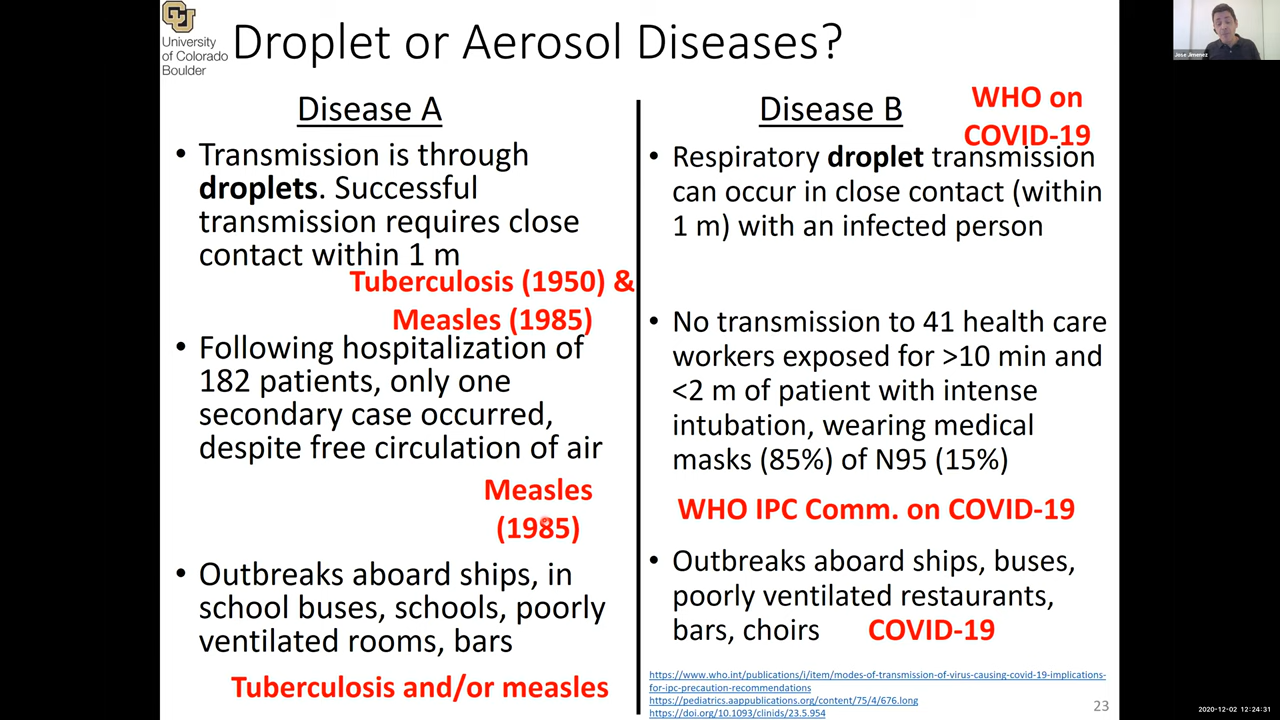 University
of Colorado
Boulder
Droplet or Aerosol Diseases?
Jose Jimenez
Disease A
• Transmission is through
droplets. Successful
transmission requires close
contact within 1 m
Tuberculosis (1950) &
Measles (1985)
• Following hospitalization of
182 patients, only one
secondary case occurred,
despite free circulation of air
Measles
(1985)
• Outbreaks aboard ships, in
school buses, schools, poorly
ventilated rooms, bars
Tuberculosis and/or measles
Disease B
WHO on
COVID-19
• Respiratory droplet transmission
can occur in close contact (within
1 m) with an infected person
• No transmission to 41 health care
workers exposed for >10 min and
<2 m of patient with intense
intubation, wearing medical
masks (85%) of N95 (15%)
WHO IPC Comm. on COVID-19
• Outbreaks aboard ships, buses,
poorly ventilated restaurants,
bars, choirs COVID-19
https://www.who.int/publications/i/item/modes-of-transmission-of-virus-causing-covid-19-implications-
for-ipc-precaution-recommendations
https://pediatrics.aappublications.org/content/75/4/676.long
https://doi.org/10.1093/clinids/23.5.954
23
2020-12-02 12:24:31